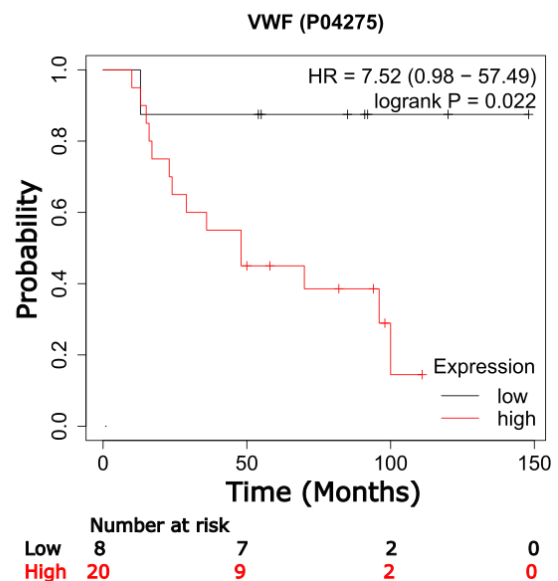 VWF (P04275)
HR = 7.52 (0.98 − 57.49)
logrank P = 0.022
Probability
1.0
0.8
0.6
0.4
0.2
0.0
Expression
low
high
0 50 100 150
Time (Months)
Number at risk
Low 8 7 2 0
High 20 9 2 0